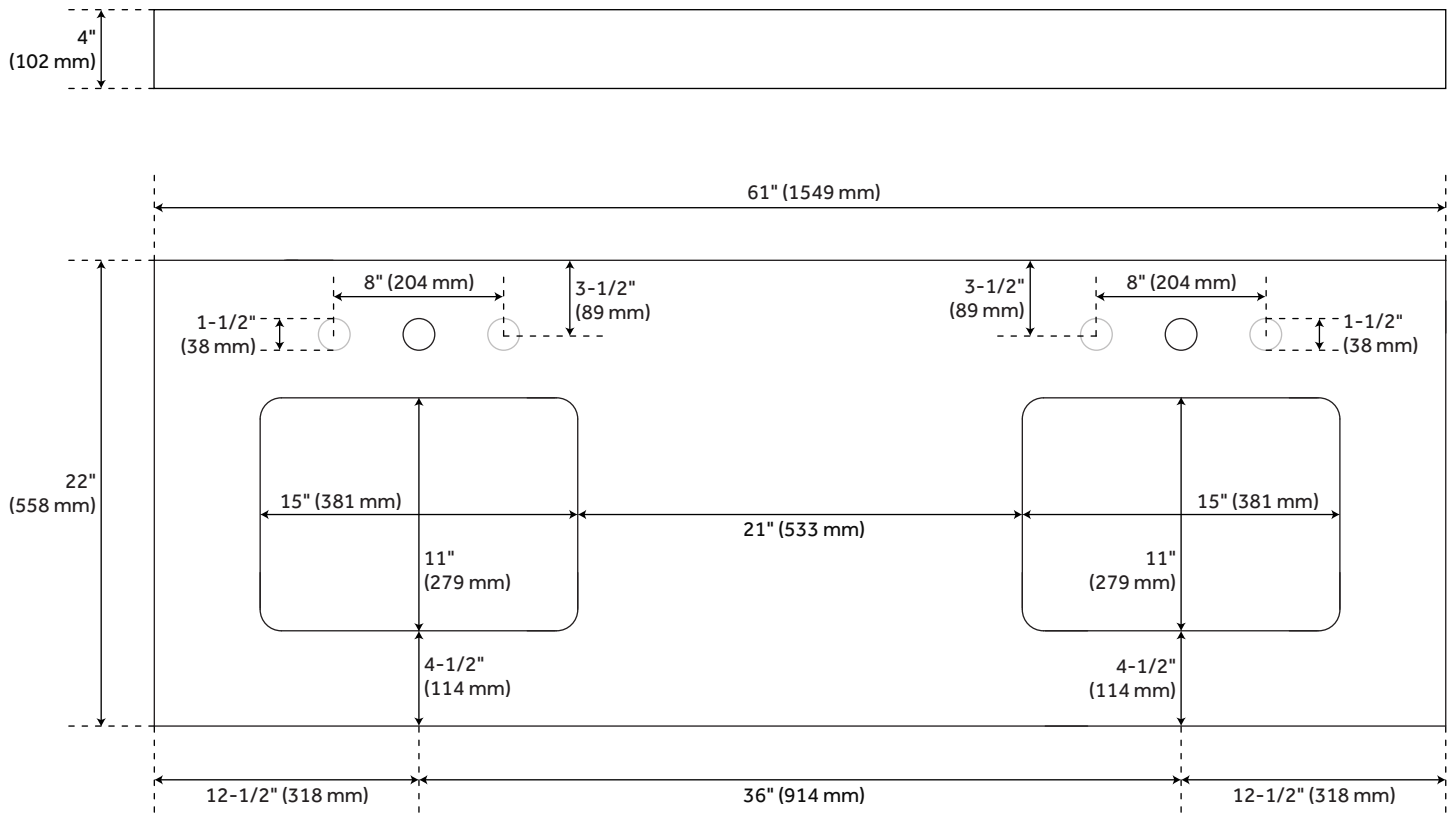 4"
(102 mm)
61" (1549 mm)
8" (204 mm)
3-1/2"
(89 mm)
3-1/2"
(89 mm)
8" (204 mm)
1-1/2"
(38 mm)
1-1/2"
(38 mm)
22"
(558 mm)
15" (381 mm)
21" (533 mm)
15" (381 mm)
11"
(279 mm)
11"
(279 mm)
4-1/2"
(114 mm)
4-1/2"
(114 mm)
12-1/2" (318 mm)
36" (914 mm)
12-1/2" (318 mm)